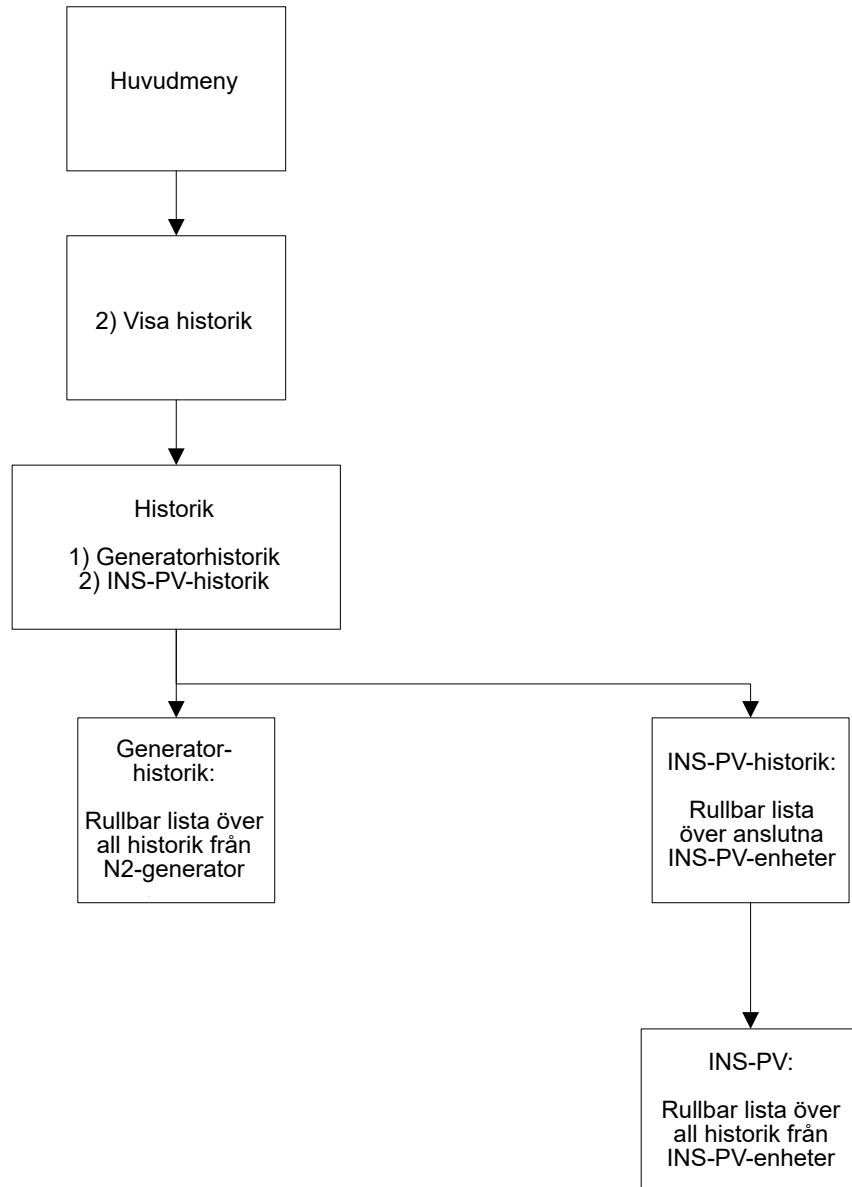 Huvudmeny
2) Visa historik
Historik
1) Generatorhistorik
2) INS-PV-historik
Generator-
historik:
Rullbar lista över
all historik från
N2-generator
INS-PV-historik:
Rullbar lista
över anslutna
INS-PV-enheter
INS-PV:
Rullbar lista över
all historik från
INS-PV-enheter